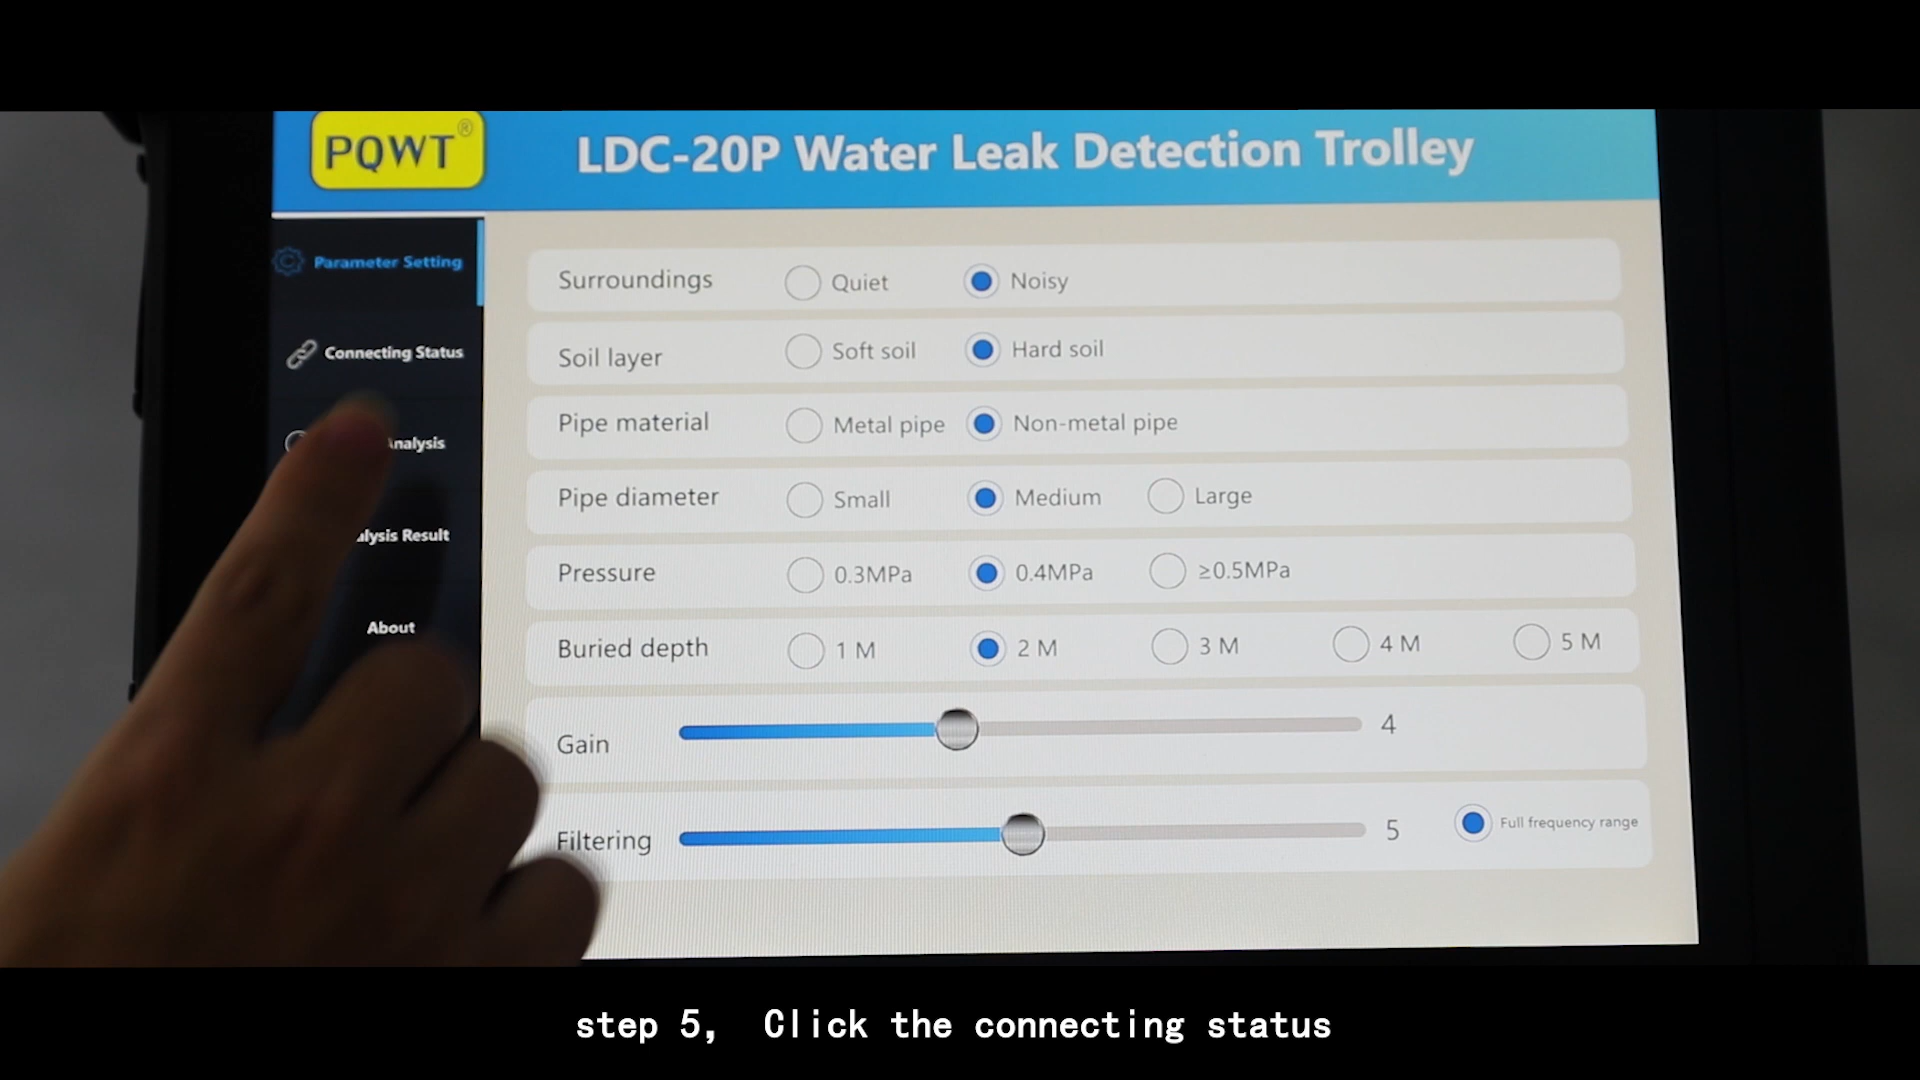 PQWT®
LDC-20P Water Leak Detection Trolley
Parameter Setting
Connecting Status
Analysis
Result
About
Surroundings Quiet Noisy
Soil layer Soft soil Hard soil
Pipe material Metal pipe Non-metal pipe
Pipe diameter Small Medium Large
Pressure 0.3MPa 0.4MPa ≥0.5MPa
Buried depth 1 M 2 M 3 M 4 M 5 M
Gain 4
Filtering 5 Full frequency range
step 5, Click the connecting status